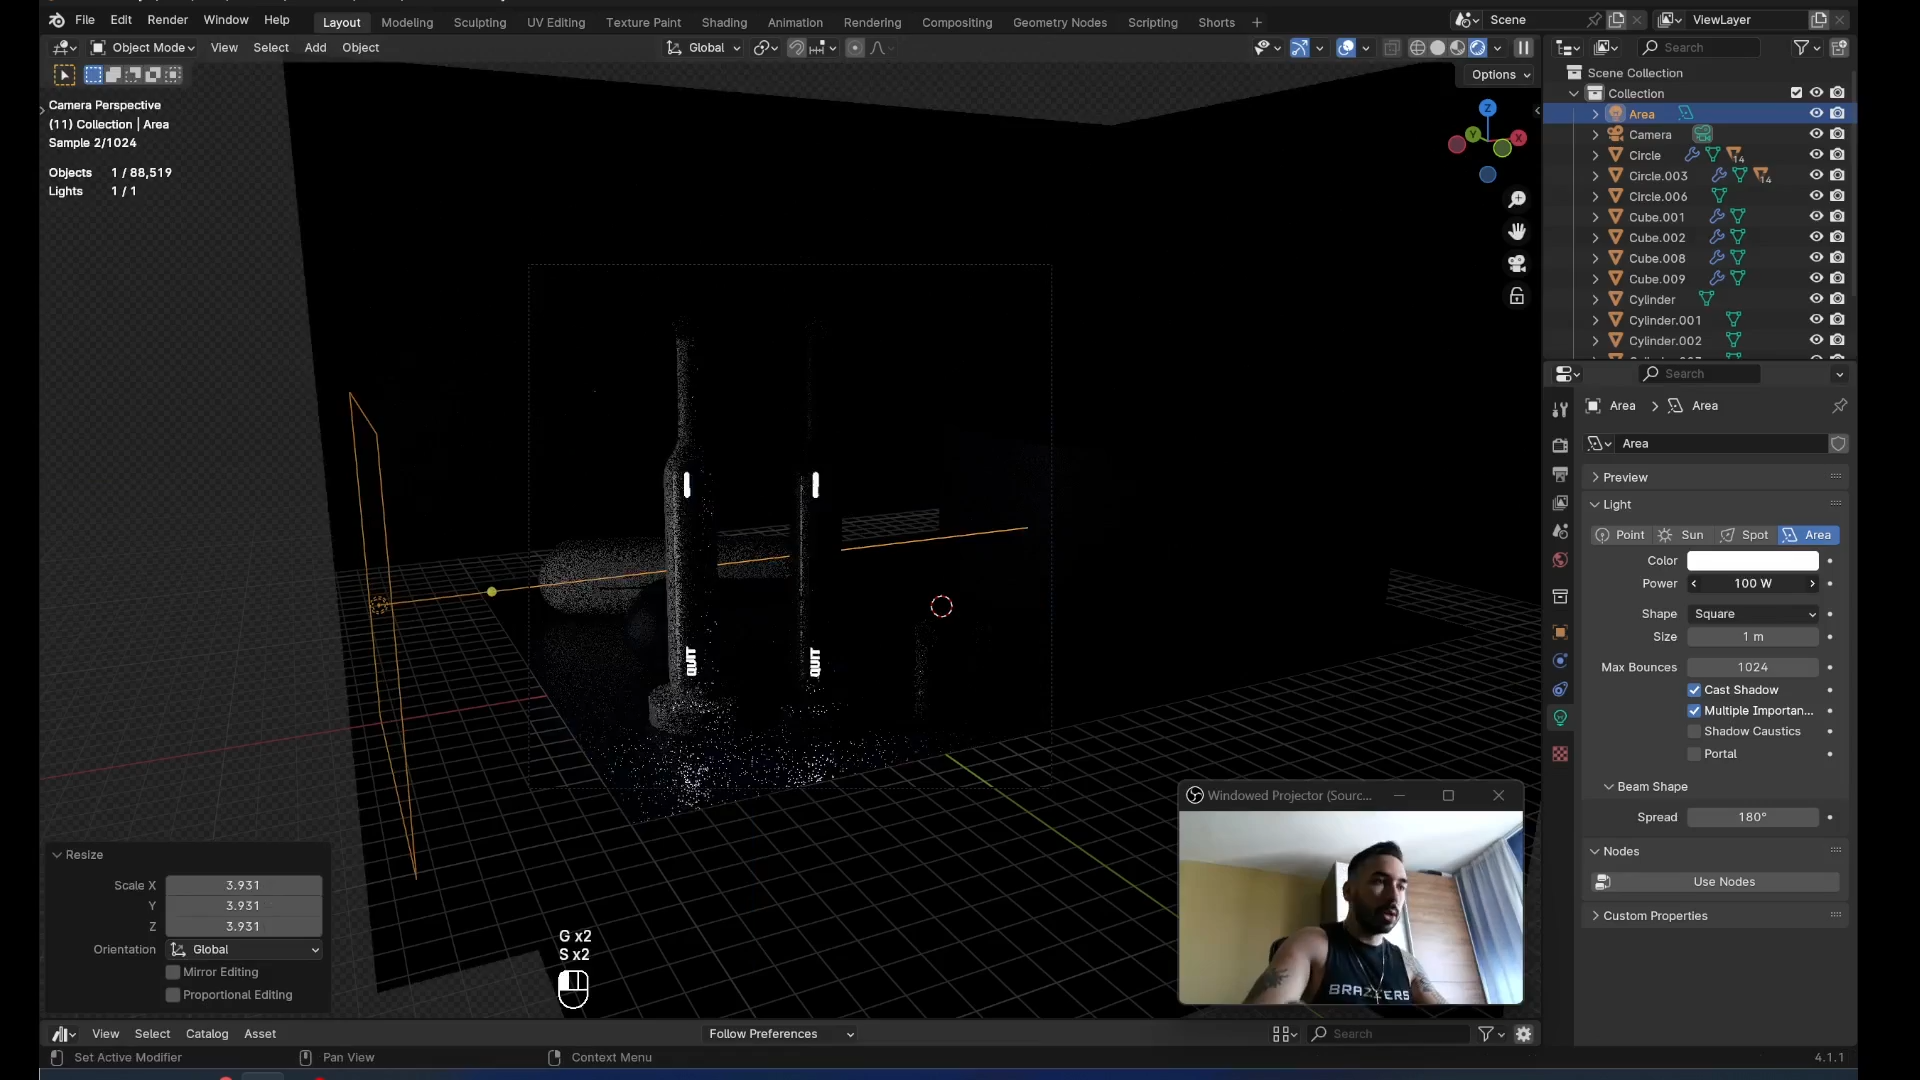 File Edit Render Window Help
Layout Modeling Sculpting UV Editing Texture Paint Shading Animation Rendering Compositing Geometry Nodes Scripting Shorts +
Scene
ViewLayer
Object Mode View Select Add Object
Global
Search
Options
Camera Perspective
(11) Collection | Area
Sample 2/1024
Objects 1 / 88,519
Lights 1 / 1
Z
Y
X
Scene Collection
Collection
Area
Camera
Circle
14
Circle.003
14
Circle.006
Cube.001
Cube.002
Cube.008
Cube.009
Cylinder
Cylinder.001
Cylinder.002
Search
Area > Area
Area
Preview
Light
Point Sun Spot Area
Color
Power 100 W
Shape Square
Size 1 m
Max Bounces 1024
Cast Shadow
Multiple Importan...
Shadow Caustics
Portal
Beam Shape
Spread 180°
Nodes
Use Nodes
Custom Properties
QUIT
QUIT
Windowed Projector (Sourc...
BRAZZERS
Resize
Scale X 3.931
Y 3.931
Z 3.931
Orientation Global
Mirror Editing
Proportional Editing
G x2
S x2
View Select Catalog Asset
Follow Preferences
Search
Set Active Modifier
Pan View
Context Menu
4.1.1